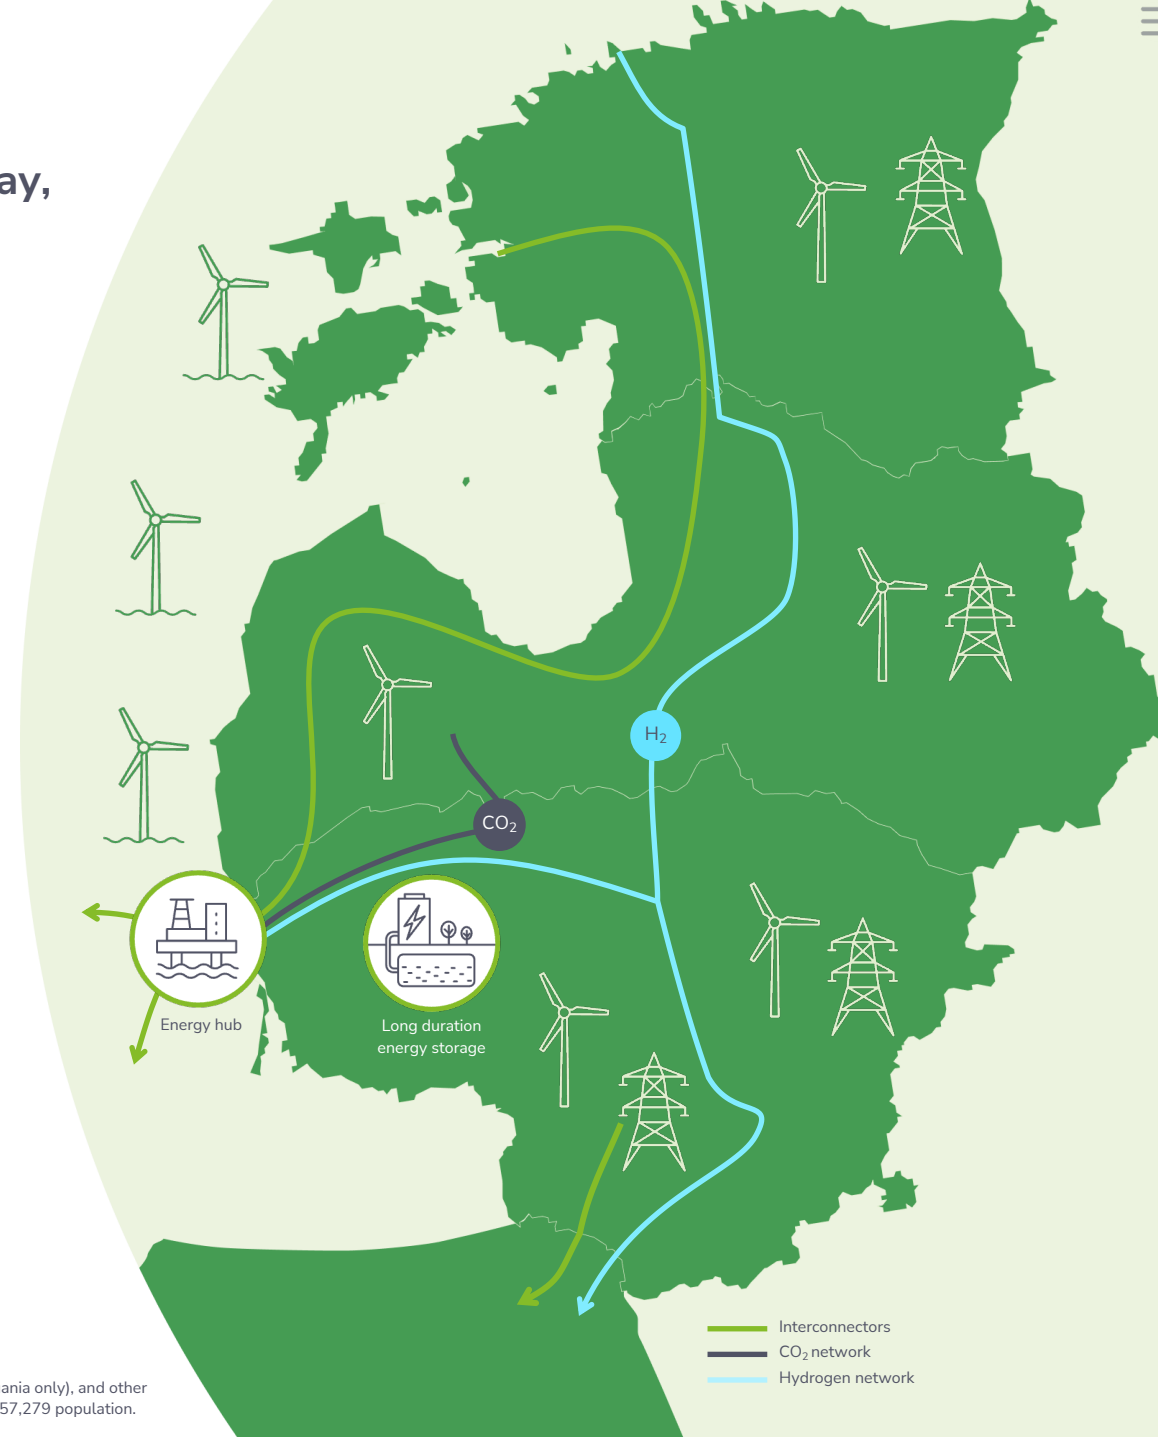 ay,
H₂
CO₂
Energy hub
Long duration
energy storage
Interconnectors
CO₂ network
Hydrogen network
ania only), and other
57,279 population.